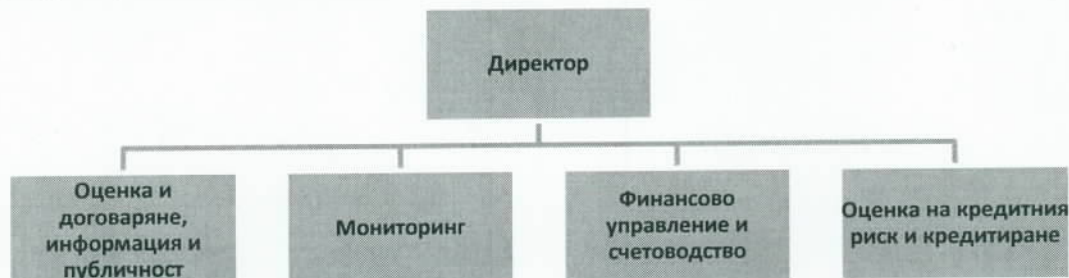 Директор
Оценка и
договаряне,
информация и
публичност
Мониторинг
Финансово
управление и
счетоводство
Оценка на кредитния
риск и кредитиране